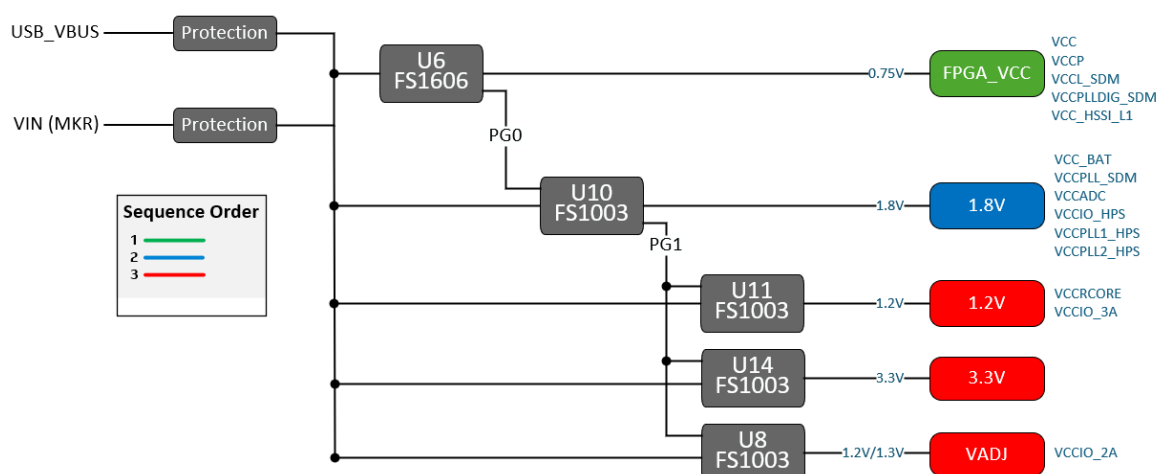 USB_VBUS
Protection
VIN (MKR)
Protection
U6
FS1606
0.75V
FPGA_VCC
VCC
VCCP
VCCL_SDM
VCCPLLDIG_SDM
VCC_HSSI_L1
PG0
U10
FS1003
1.8V
1.8V
VCC_BAT
VCCPLL_SDM
VCCADC
VCCIO_HPS
VCCPLL1_HPS
VCCPLL2_HPS
PG1
Sequence Order
1
2
3
U11
FS1003
1.2V
1.2V
VCCRCORE
VCCIO_3A
U14
FS1003
3.3V
3.3V
U8
FS1003
1.2V/1.3V
VADJ
VCCIO_2A